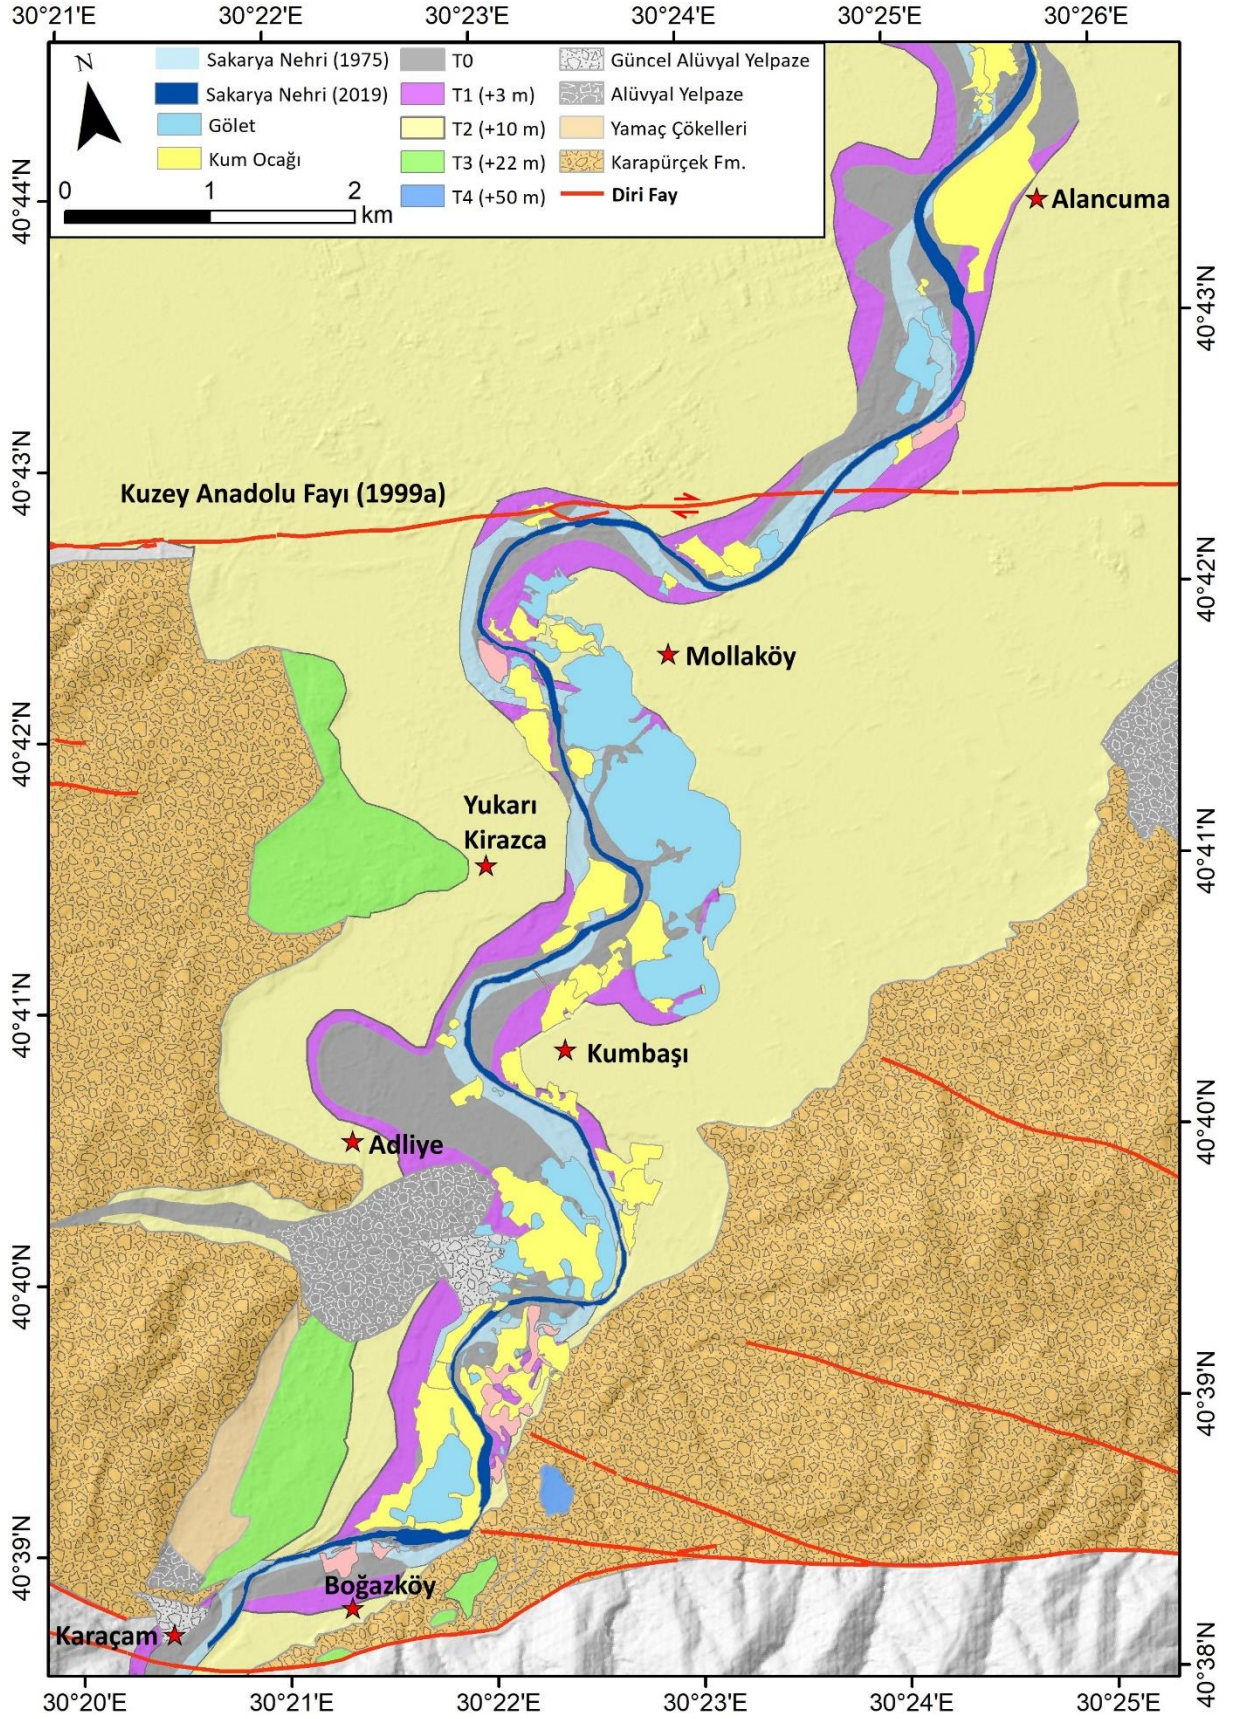 30°21'E 30°22'E 30°23'E 30°24'E 30°25'E 30°26'E
N
Sakarya Nehri (1975)
Sakarya Nehri (2019)
Gölet
Kum Ocağı
T0
T1 (+3 m)
T2 (+10 m)
T3 (+22 m)
T4 (+50 m)
Güncel Alüvyal Yelpaze
Alüvyal Yelpaze
Yamaç Çökelleri
Karapürçek Fm.
Diri Fay
0 1 2
km
40°44'N
40°43'N
40°42'N
40°41'N
40°40'N
40°39'N
Alancuma
Kuzey Anadolu Fayı (1999a)
Mollaköy
Yukarı
Kirazca
Kumbaşı
Adliye
Boğazköy
Karaçam
40°43'N
40°42'N
40°41'N
40°40'N
40°39'N
40°38'N
30°20'E 30°21'E 30°22'E 30°23'E 30°24'E 30°25'E